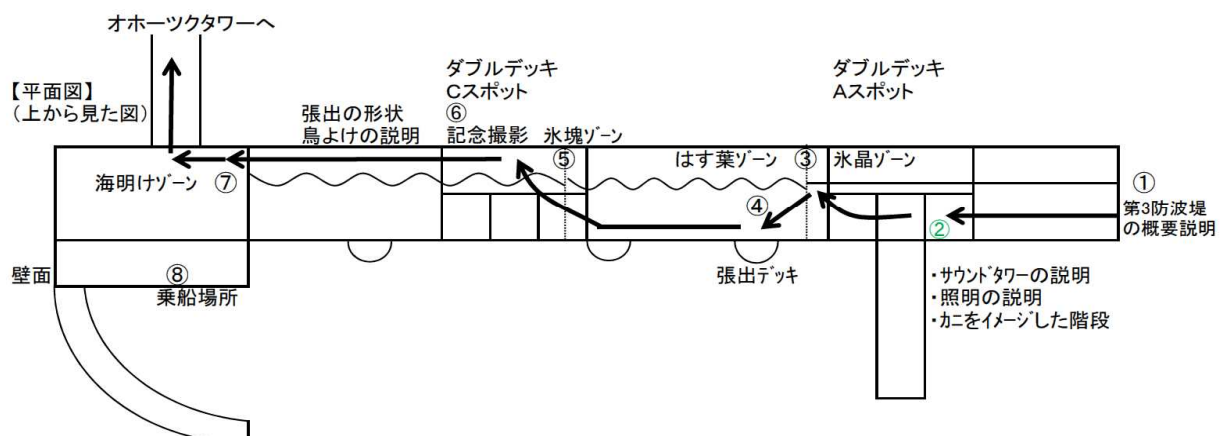 オホーツクタワーへ
【平面図】
（上から見た図）
張出の形状
鳥よけの説明
ダブルデッキ
Cスポット
⑥
記念撮影
氷塊ｿﾞｰﾝ
⑤
ダブルデッキ
Aスポット
はす葉ゾーン
③
氷晶ゾーン
海明けゾーン
⑦
④
②
①
第3防波堤
の概要説明
壁面
⑧
乗船場所
張出ﾃﾞｯｷ
・ｻｳﾝﾄﾞﾀﾜｰの説明
・照明の説明
・ｶﾆをｲﾒｰｼﾞした階段